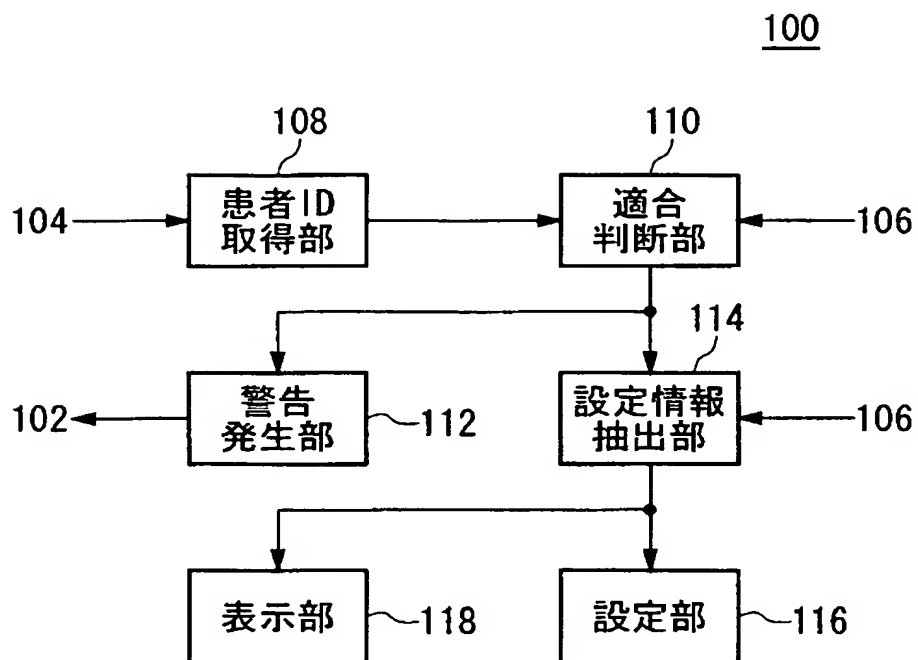 100
108
110
104
患者ID
取得部
適合
判断部
106
114
102
警告
発生部
112
設定情報
抽出部
106
表示部
118
設定部
116